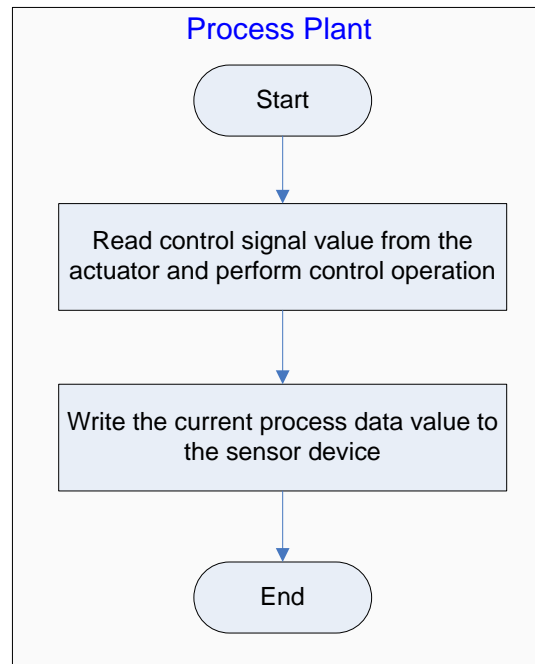 Process Plant
Start
Read control signal value from the
actuator and perform control operation
Write the current process data value to
the sensor device
End